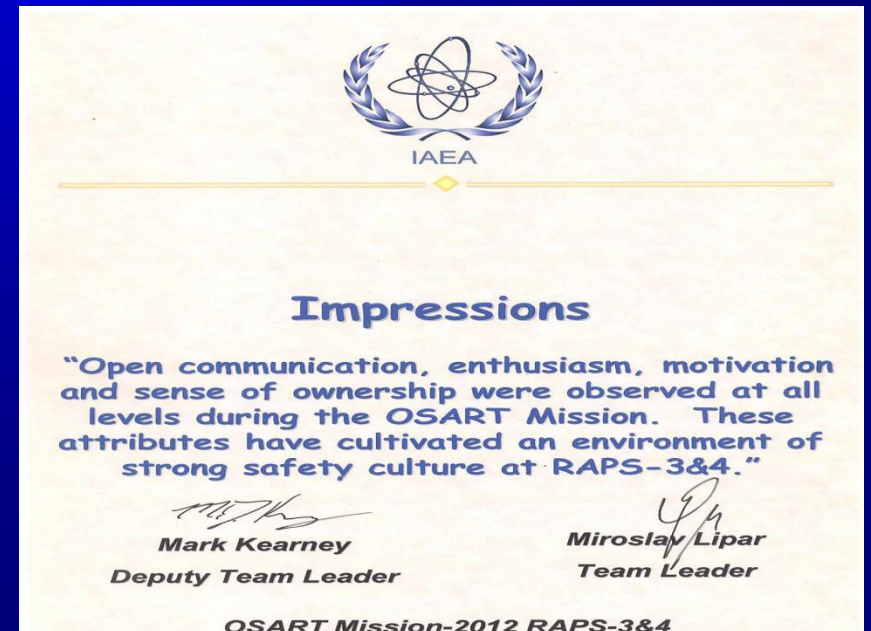 IAEA
Impressions
"Open communication, enthusiasm, motivation
and sense of ownership were observed at all
levels during the OSART Mission. These
attributes have cultivated an environment of
strong safety culture at RAPS-3&4."
Mark Kearney
Deputy Team Leader
Miroslav Lipar
Team Leader
OSART Mission-2012 RAPS-3&4